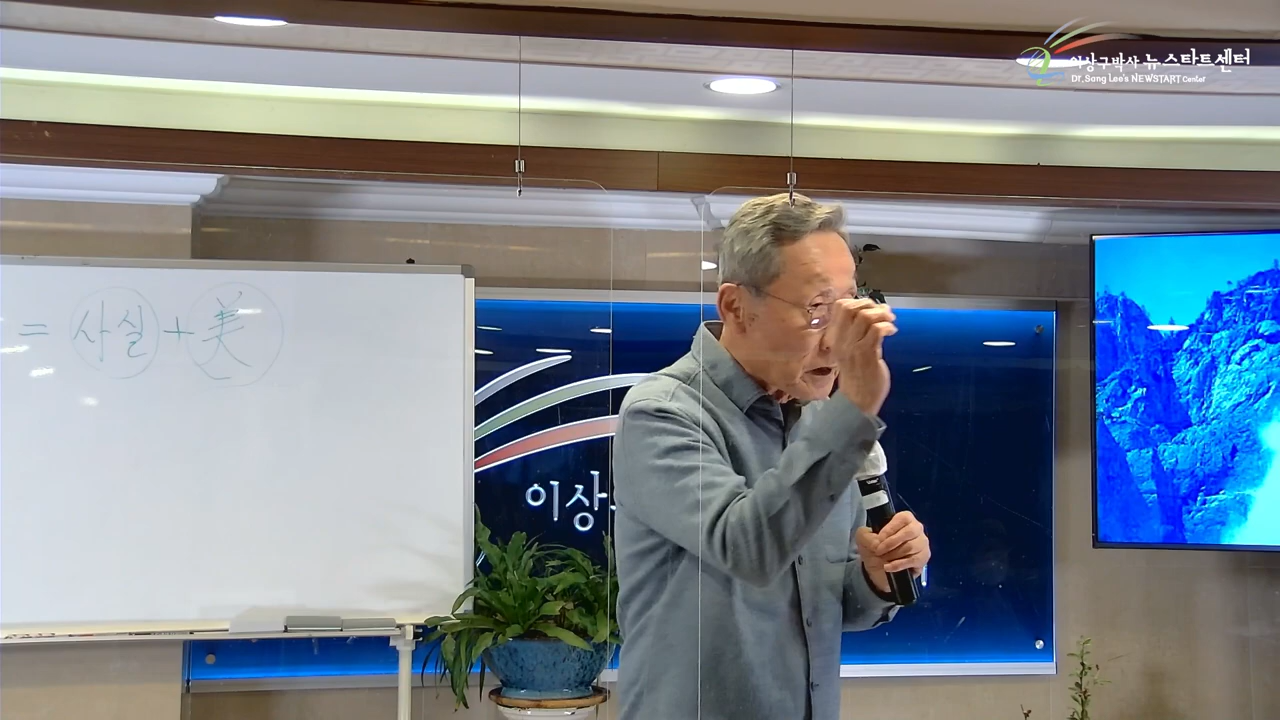 이상구박사 뉴스타트센터
Dr. Sang Lee's NEWSTART Center
= 사실 + 美
이상